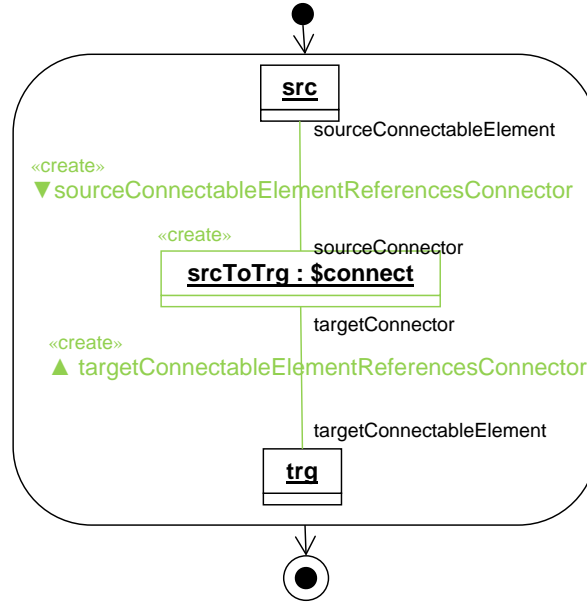 src
sourceConnectableElement
«create»
▼sourceConnectableElementReferencesConnector
«create»
sourceConnector
srcToTrg : $connect
targetConnector
«create»
▲ targetConnectableElementReferencesConnector
targetConnectableElement
trg